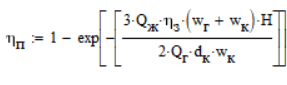 η_П := 1 − exp[−[(3·Q_Ж·η_З·(w_Г + w_К)·H)/(2·Q_Г·d_К·w_К)]]